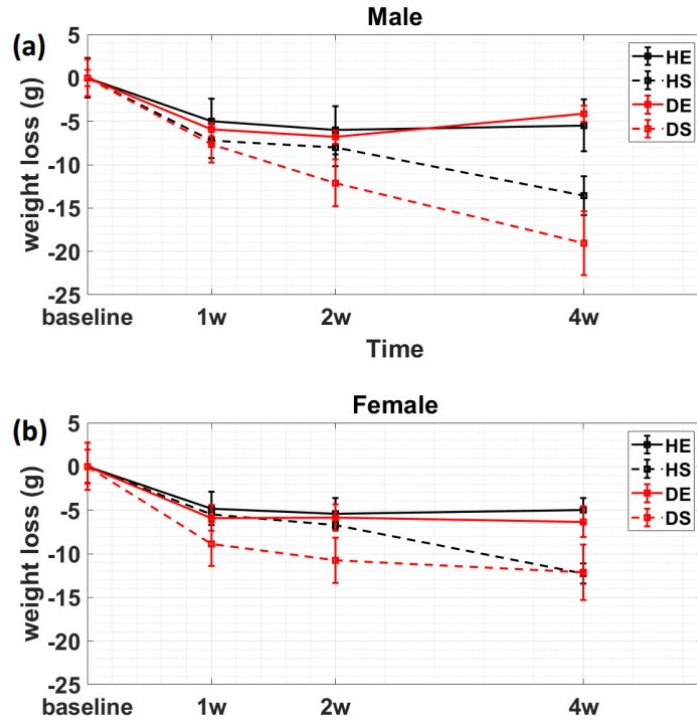 (a)
Male
weight loss (g)
5
0
-5
-10
-15
-20
-25
HE
HS
DE
DS
baseline 1w 2w 4w
Time
(b)
Female
weight loss (g)
5
0
-5
-10
-15
-20
-25
HE
HS
DE
DS
baseline 1w 2w 4w